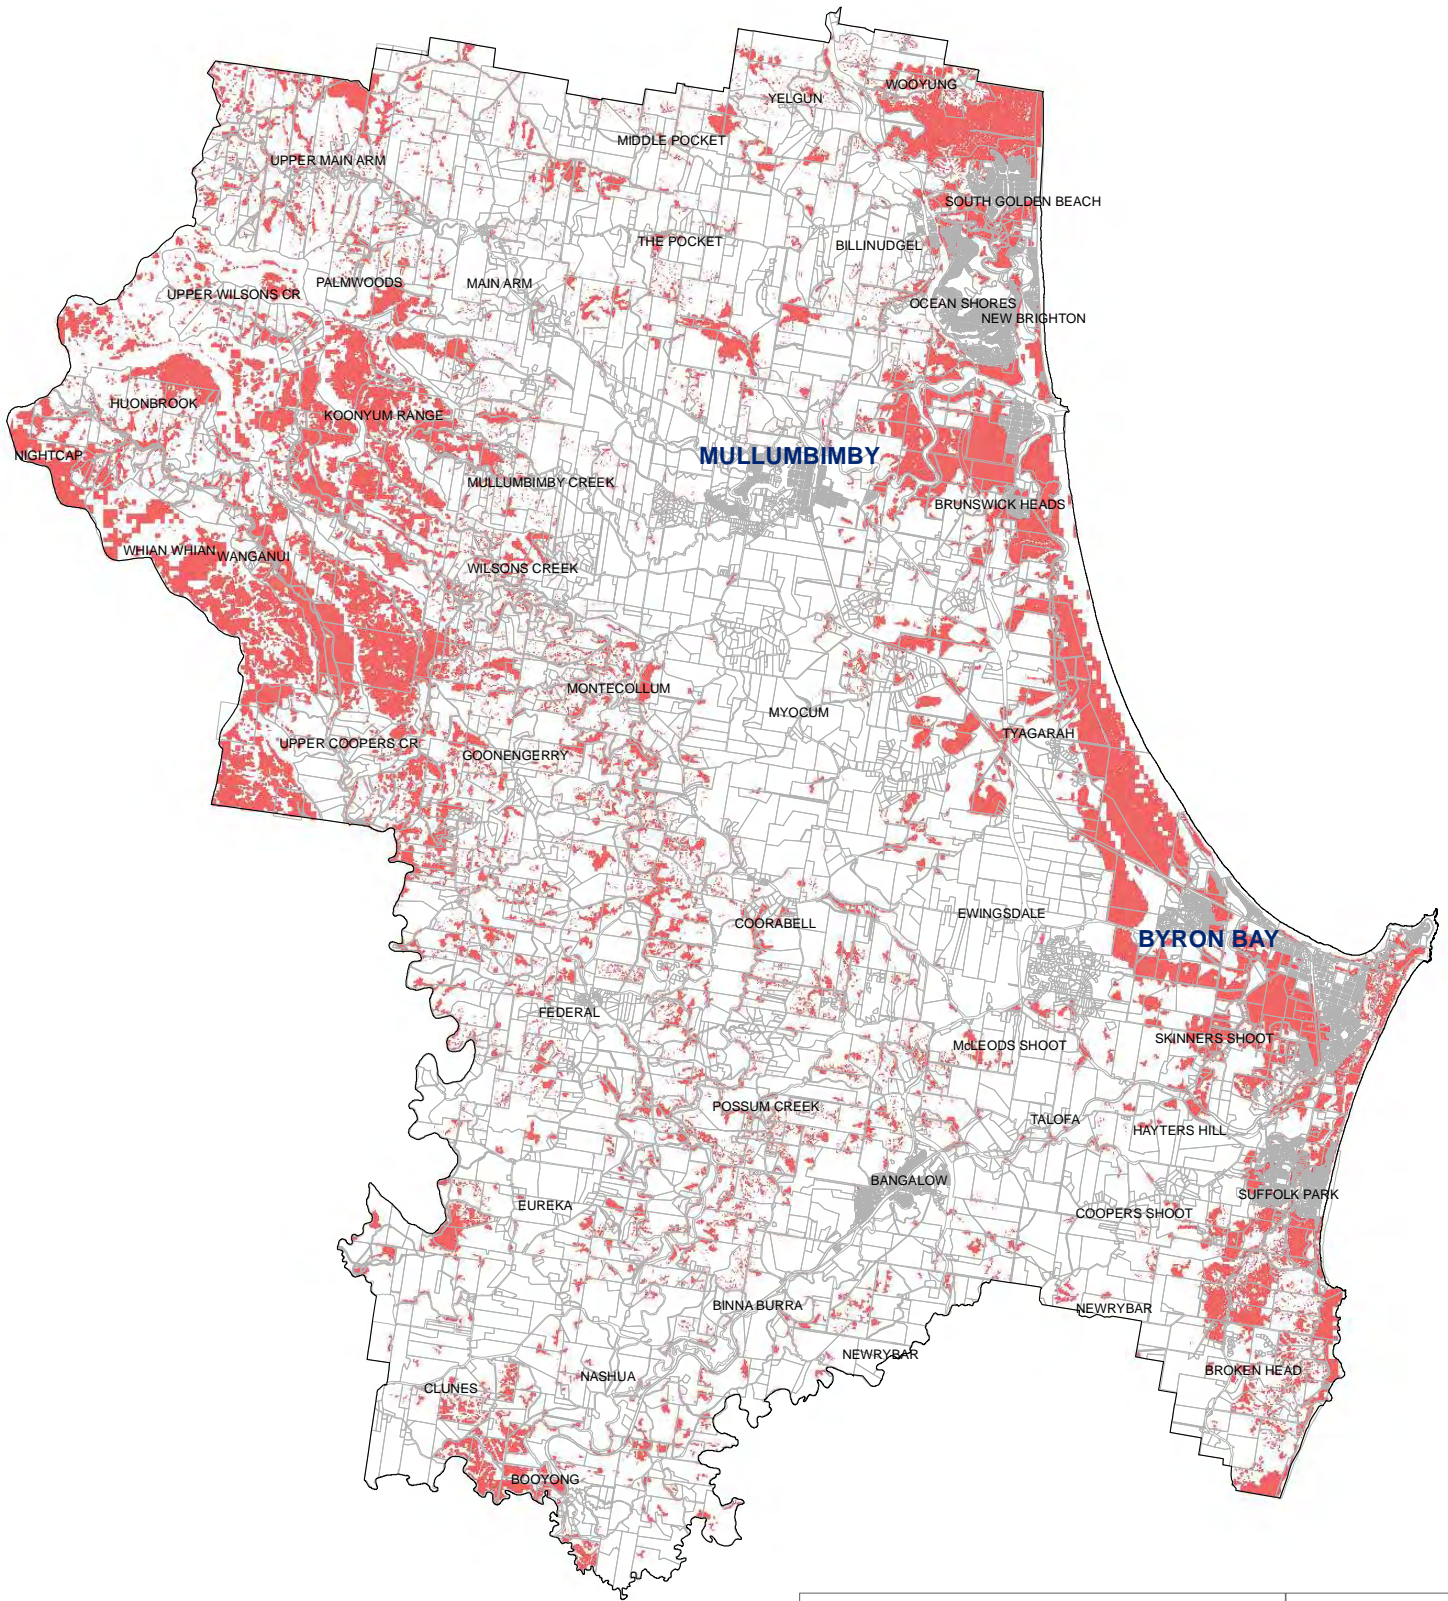 WOOYUNG
YELGUN
MIDDLE POCKET
UPPER MAIN ARM
SOUTH GOLDEN BEACH
THE POCKET
BILLINUDGEL
PALMWOODS
MAIN ARM
UPPER WILSONS CR
OCEAN SHORES
NEW BRIGHTON
HUONBROOK
KOONYUM RANGE
NIGHTCAP
MULLUMBIMBY
MULLUMBIMBY CREEK
BRUNSWICK HEADS
WHIAN WHIAN
WANGANUI
WILSONS CREEK
MONTECOLLUM
MYOCUM
TYAGARAH
UPPER COOPERS CR
GOONENGERRY
EWINGSDALE
COORABELL
BYRON BAY
FEDERAL
McLEODS SHOOT
SKINNERS SHOOT
POSSUM CREEK
TALOFA
HAYTERS HILL
BANGALOW
SUFFOLK PARK
EUREKA
COOPERS SHOOT
BINNA BURRA
NEWRYBAR
NEWRYBAR
BROKEN HEAD
NASHUA
CLUNES
BOOYONG